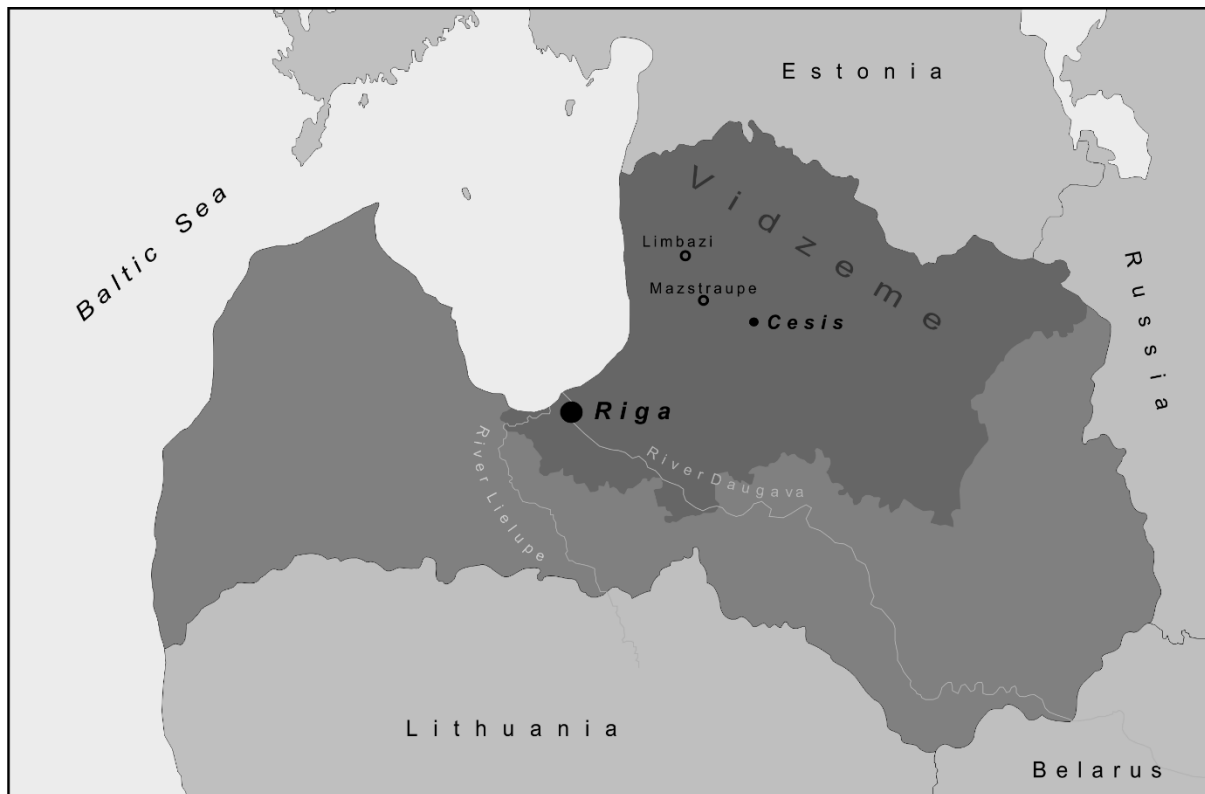 Estonia
Baltic Sea
Vidzeme
Limbazi
Mazstraupe
Cesis
Russia
Riga
River Lielupe
River Daugava
Lithuania
Belarus